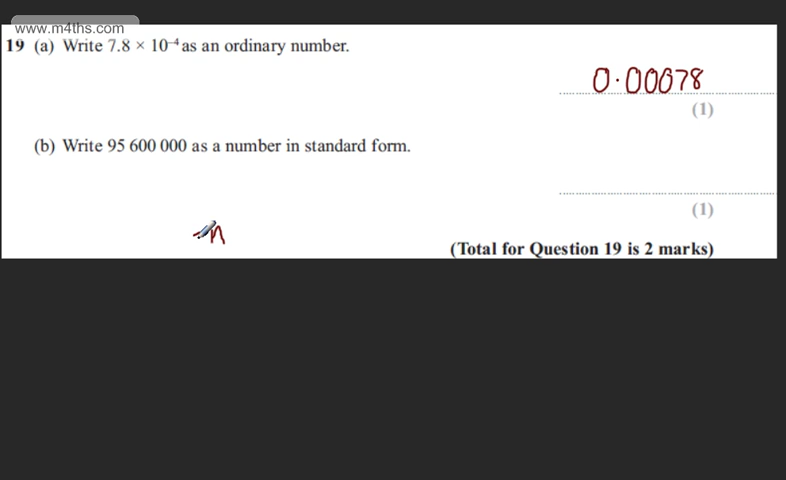 www.m4ths.com
19 (a) Write 7.8 × 10⁻⁴ as an ordinary number.
0.00078
(1)
(b) Write 95 600 000 as a number in standard form.
(1)
(Total for Question 19 is 2 marks)